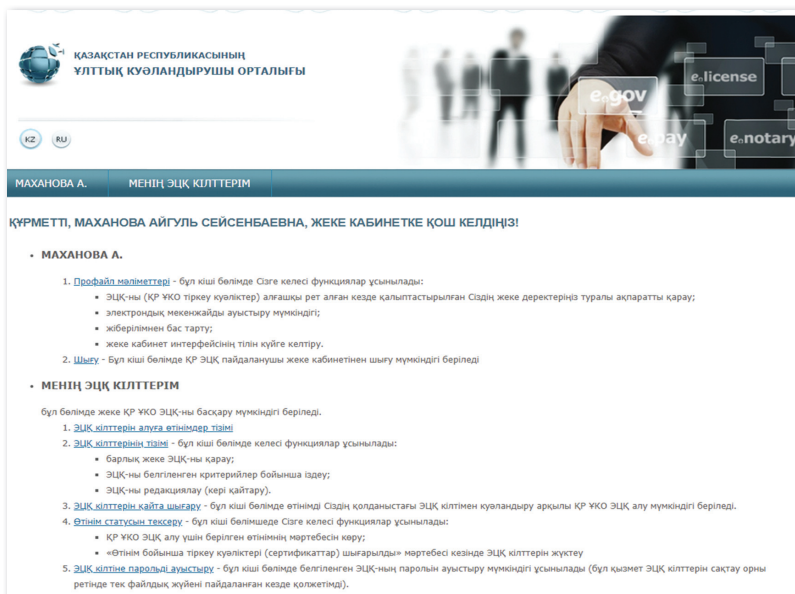 ҚАЗАҚСТАН РЕСПУБЛИКАСЫНЫҢ
ҰЛТТЫҚ КУӘЛАНДЫРУШЫ ОРТАЛЫҒЫ
e.license
e.gov
e.pay
e.notary
KZ RU
МАХАНОВА А. МЕНІҢ ЭЦҚ КІЛТТЕРІМ
ҚҰРМЕТТІ, МАХАНОВА АЙГУЛЬ СЕЙСЕНБАЕВНА, ЖЕКЕ КАБИНЕТКЕ ҚОШ КЕЛДІҢІЗ!
• МАХАНОВА А.
1. Профайл мәліметтері - бұл кіші бөлімде Сізге келесі функциялар ұсынылады:
▪ ЭЦҚ-ны (ҚР ҰКО тіркеу куәліктер) алғашқы рет алған кезде қалыптастырылған Сіздің жеке деректеріңіз туралы ақпаратты қарау;
▪ электрондық мекенжайды ауыстыру мүмкіндігі;
▪ жіберілімнен бас тарту;
▪ жеке кабинет интерфейсінің тілін күйге келтіру.
2. Шығу - Бұл кіші бөлімде ҚР ЭЦҚ пайдаланушы жеке кабинетінен шығу мүмкіндігі беріледі
• МЕНІҢ ЭЦҚ КІЛТТЕРІМ
бұл бөлімде жеке ҚР ҰКО ЭЦҚ-ны басқару мүмкіндігі беріледі.
1. ЭЦҚ кілттерін алуға өтінімдер тізімі
2. ЭЦҚ кілттерінің тізімі - бұл кіші бөлімде келесі функциялар ұсынылады:
▪ барлық жеке ЭЦҚ-ны қарау;
▪ ЭЦҚ-ны белгіленген критерийлер бойынша іздеу;
▪ ЭЦҚ-ны редакциялау (кері қайтару).
3. ЭЦҚ кілттерін қайта шығару - бұл кіші бөлімде өтінімді Сіздің қолданыстағы ЭЦҚ кілтімен куәландыру арқылы ҚР ҰКО ЭЦҚ алу мүмкіндігі беріледі.
4. Өтінім статусын тексеру - бұл кіші бөлімшеде Сізге келесі функциялар ұсынылады:
▪ ҚР ҰКО ЭЦҚ алу үшін берілген өтінімнің мәртебесін көру;
▪ «Өтінім бойынша тіркеу куәліктері (сертификаттар) шығарылды» мәртебесі кезінде ЭЦҚ кілттерін жүктеу
5. ЭЦҚ кілтіне парольді ауыстыру - бұл кіші бөлімде белгіленген ЭЦҚ-ның паролын ауыстыру мүмкіндігі ұсынылады (бұл қызмет ЭЦҚ кілттерін сақтау орны
ретінде тек файлдық жүйені пайдаланған кезде қолжетімді).